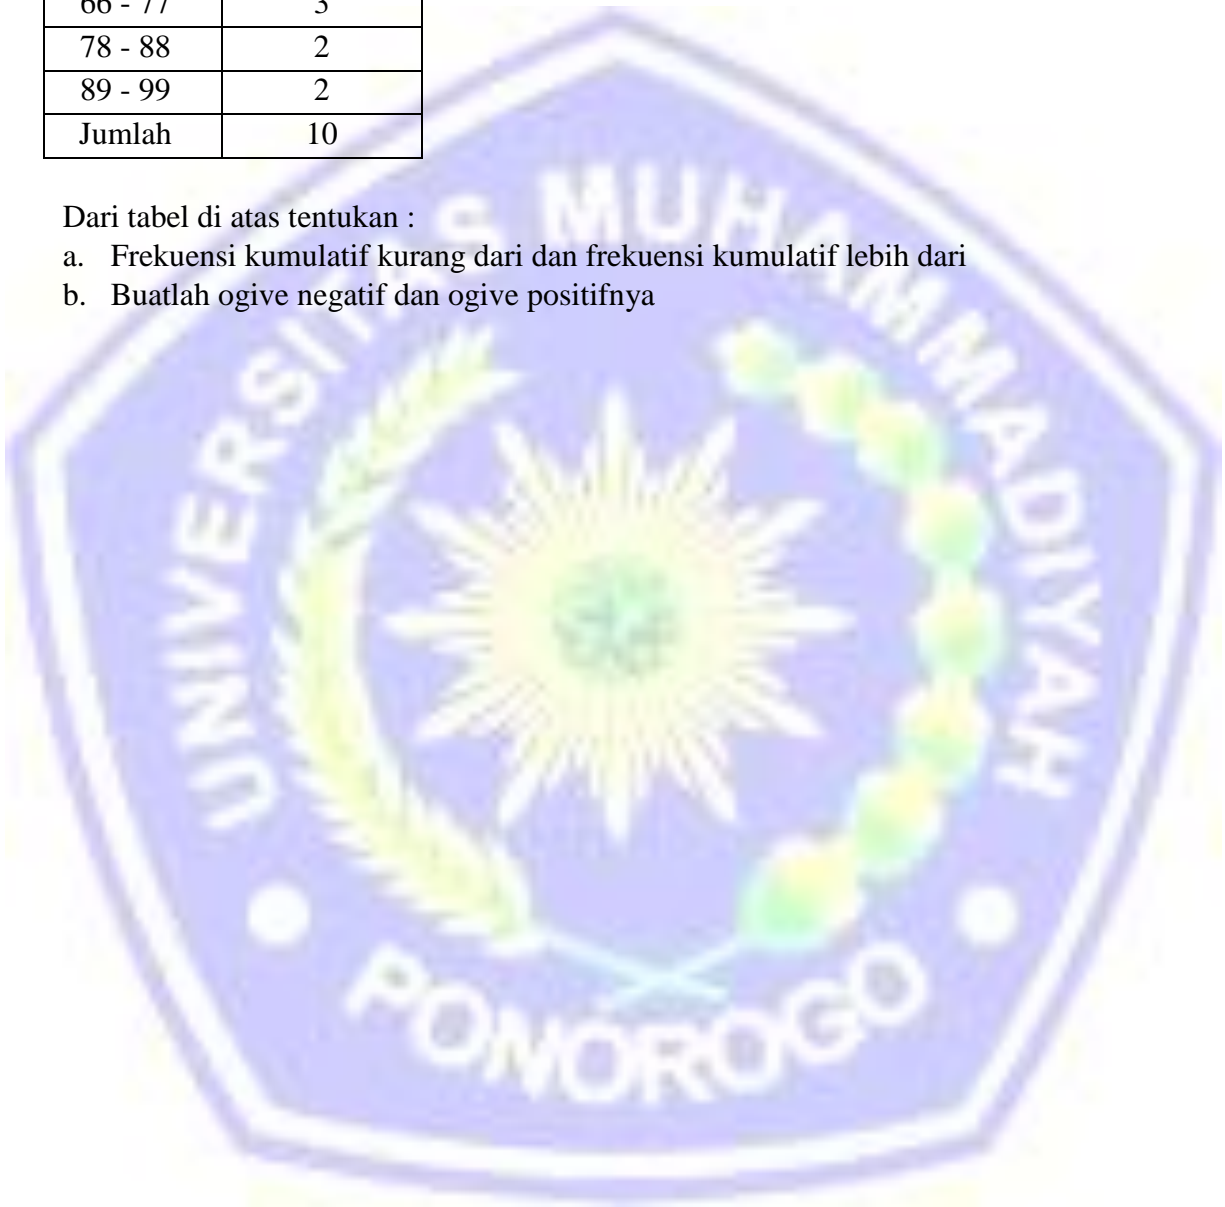 66 - 77 3
78 - 88 2
89 - 99 2
Jumlah 10
Dari tabel di atas tentukan :
a. Frekuensi kumulatif kurang dari dan frekuensi kumulatif lebih dari
b. Buatlah ogive negatif dan ogive positifnya
UNIVERSITAS MUHAMMADIYAH
PONOROGO